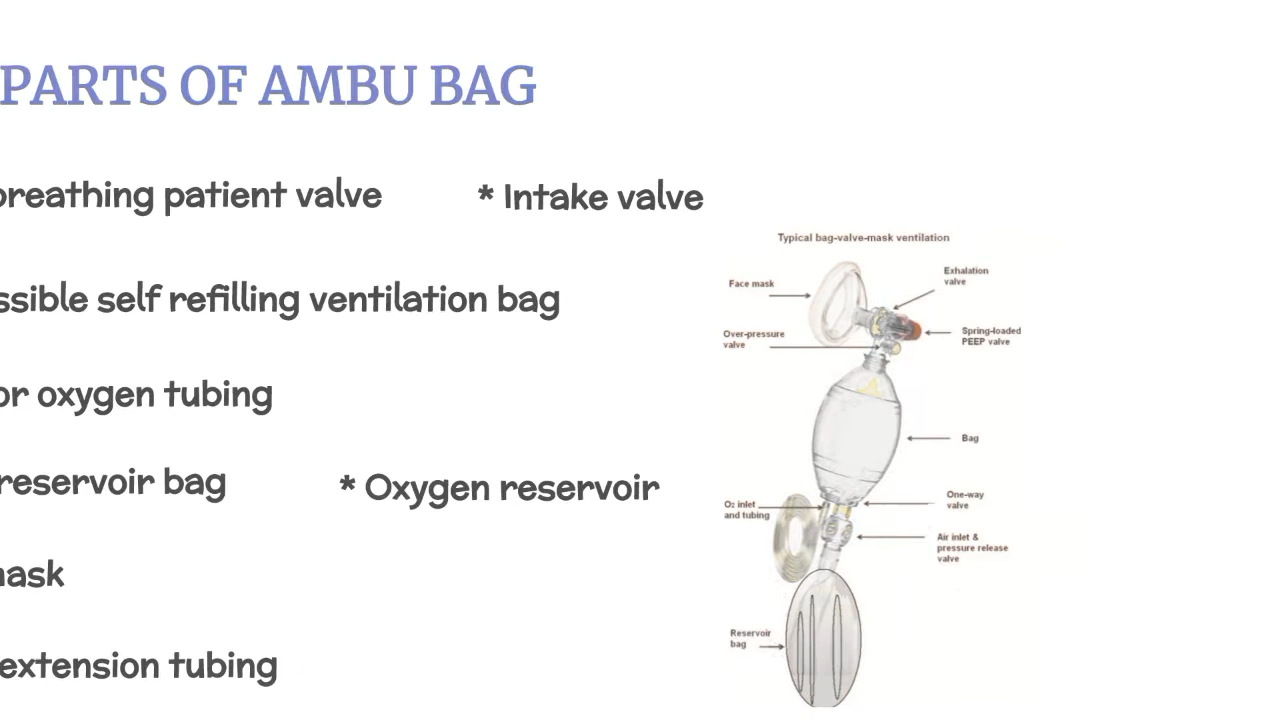 PARTS OF AMBU BAG
breathing patient valve
* Intake valve
ssible self refilling ventilation bag
or oxygen tubing
reservoir bag
* Oxygen reservoir
mask
extension tubing
Typical bag-valve-mask ventilation
Face mask
Exhalation
valve
Over-pressure
valve
Spring-loaded
PEEP valve
Bag
O₂ inlet
and tubing
One-way
valve
Air inlet &
pressure release
valve
Reservoir
bag